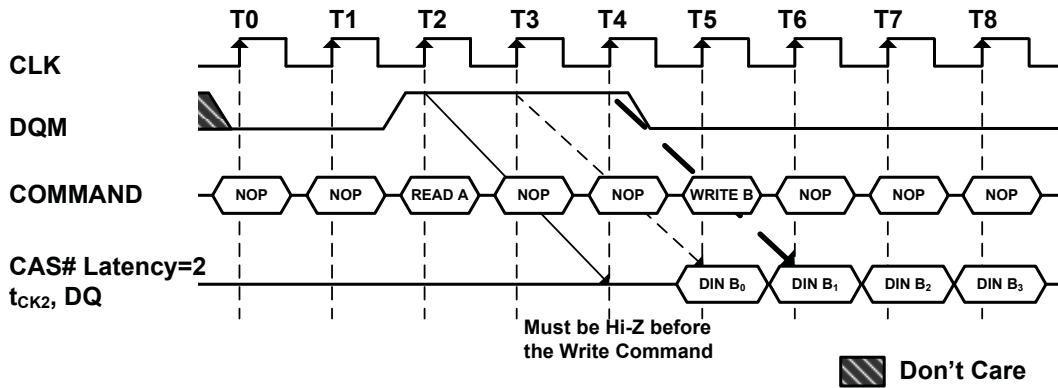 T0 T1 T2 T3 T4 T5 T6 T7 T8
CLK
DQM
COMMAND NOP NOP READ A NOP NOP WRITE B NOP NOP NOP
CAS# Latency=2
tCK2, DQ DIN B0 DIN B1 DIN B2 DIN B3
Must be Hi-Z before
the Write Command
Don't Care